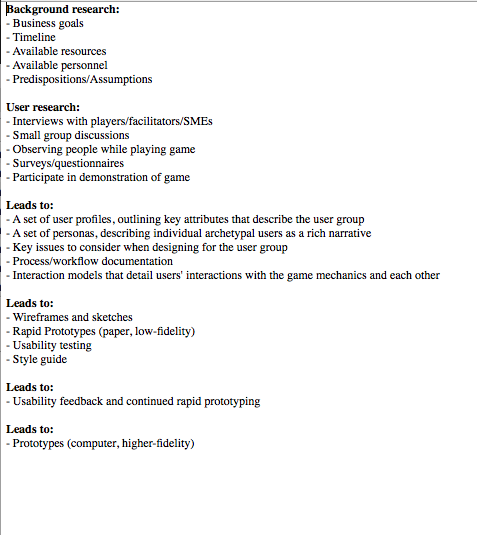 Background research:
- Business goals
- Timeline
- Available resources
- Available personnel
- Predispositions/Assumptions
User research:
- Interviews with players/facilitators/SMEs
- Small group discussions
- Observing people while playing game
- Surveys/questionnaires
- Participate in demonstration of game
Leads to:
- A set of user profiles, outlining key attributes that describe the user group
- A set of personas, describing individual archetypal users as a rich narrative
- Key issues to consider when designing for the user group
- Process/workflow documentation
- Interaction models that detail users' interactions with the game mechanics and each other
Leads to:
- Wireframes and sketches
- Rapid Prototypes (paper, low-fidelity)
- Usability testing
- Style guide
Leads to:
- Usability feedback and continued rapid prototyping
Leads to:
- Prototypes (computer, higher-fidelity)